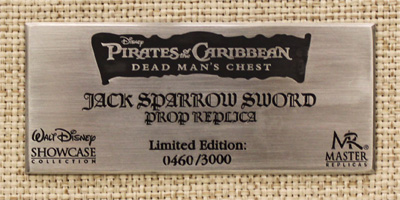 Disney
PIRATES of the CARIBBEAN
DEAD MAN'S CHEST
JACK SPARROW SWORD
PROP REPLICA
Limited Edition:
0460/3000
WALT DISNEY
SHOWCASE
COLLECTION
MR
MASTER
REPLICAS